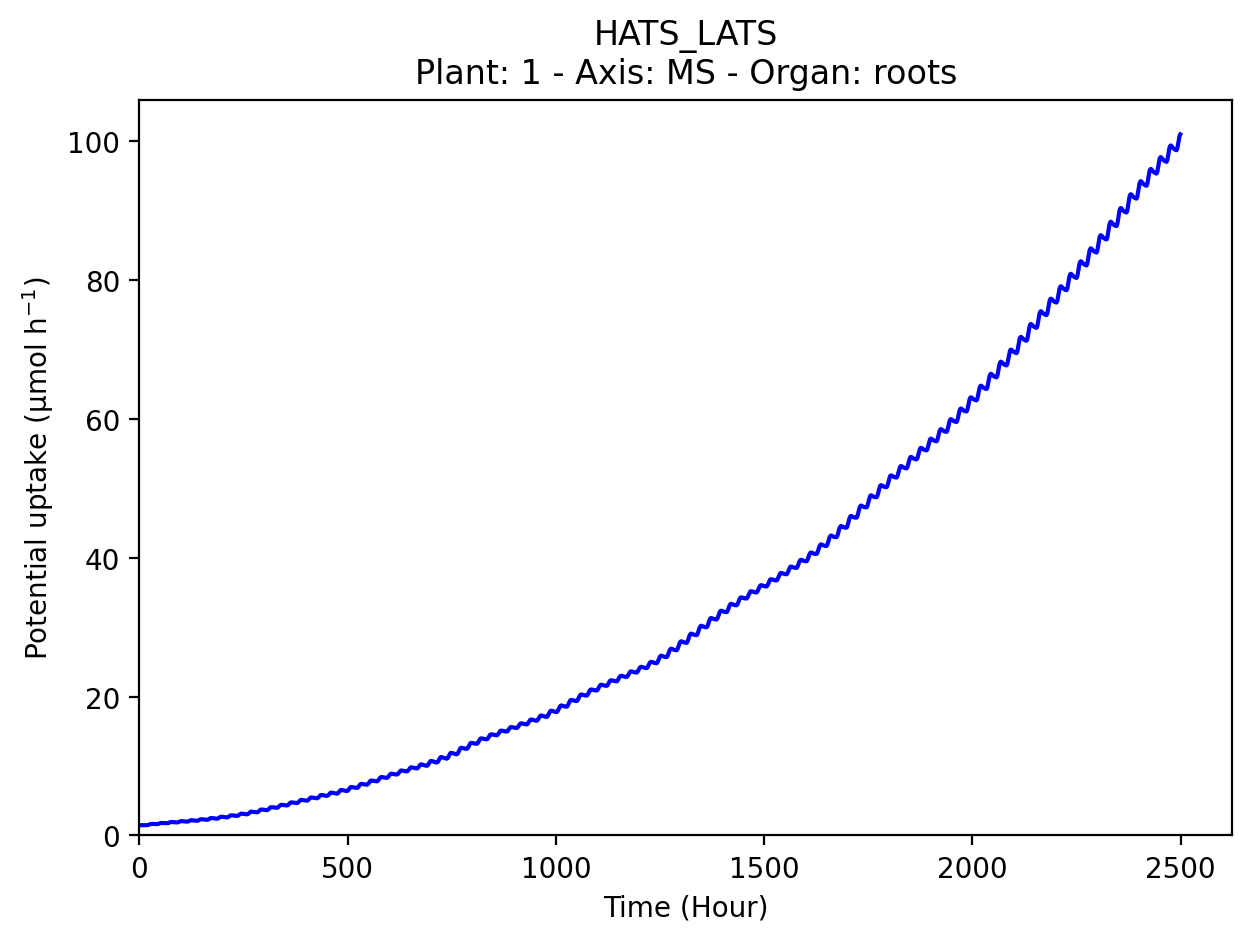 HATS_LATS
Plant: 1 - Axis: MS - Organ: roots
100
80
60
40
20
0
Potential uptake (µmol h⁻¹)
0 500 1000 1500 2000 2500
Time (Hour)